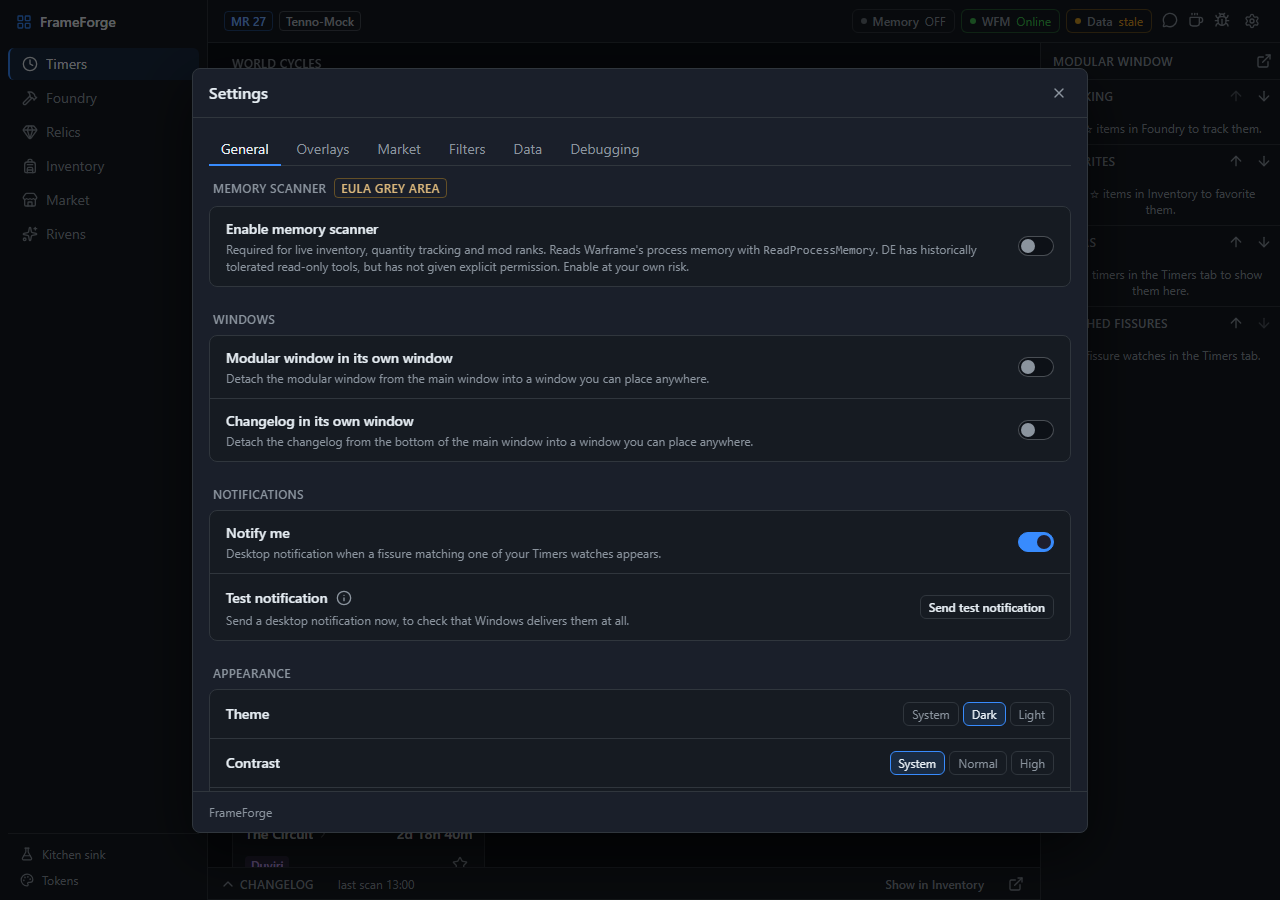 FrameForge
MR 27
Tenno-Mock
Memory OFF
WFM Online
Data stale
Timers
Foundry
Relics
Inventory
Market
Rivens
Kitchen sink
Tokens
WORLD CYCLES
MODULAR WINDOW
Settings
General
Overlays
Market
Filters
Data
Debugging
MEMORY SCANNER
EULA GREY AREA
Enable memory scanner
Required for live inventory, quantity tracking and mod ranks. Reads Warframe's process memory with ReadProcessMemory. DE has historically
tolerated read-only tools, but has not given explicit permission. Enable at your own risk.
WINDOWS
Modular window in its own window
Detach the modular window from the main window into a window you can place anywhere.
Changelog in its own window
Detach the changelog from the bottom of the main window into a window you can place anywhere.
NOTIFICATIONS
Notify me
Desktop notification when a fissure matching one of your Timers watches appears.
Test notification
Send a desktop notification now, to check that Windows delivers them at all.
Send test notification
APPEARANCE
Theme
System
Dark
Light
Contrast
System
Normal
High
FrameForge
KING
☆ items in Foundry to track them.
RITES
☆ items in Inventory to favorite
them.
S
timers in the Timers tab to show
them here.
HED FISSURES
fissure watches in the Timers tab.
The Circuit
2d 18h 40m
Duviri
CHANGELOG
last scan 13:00
Show in Inventory